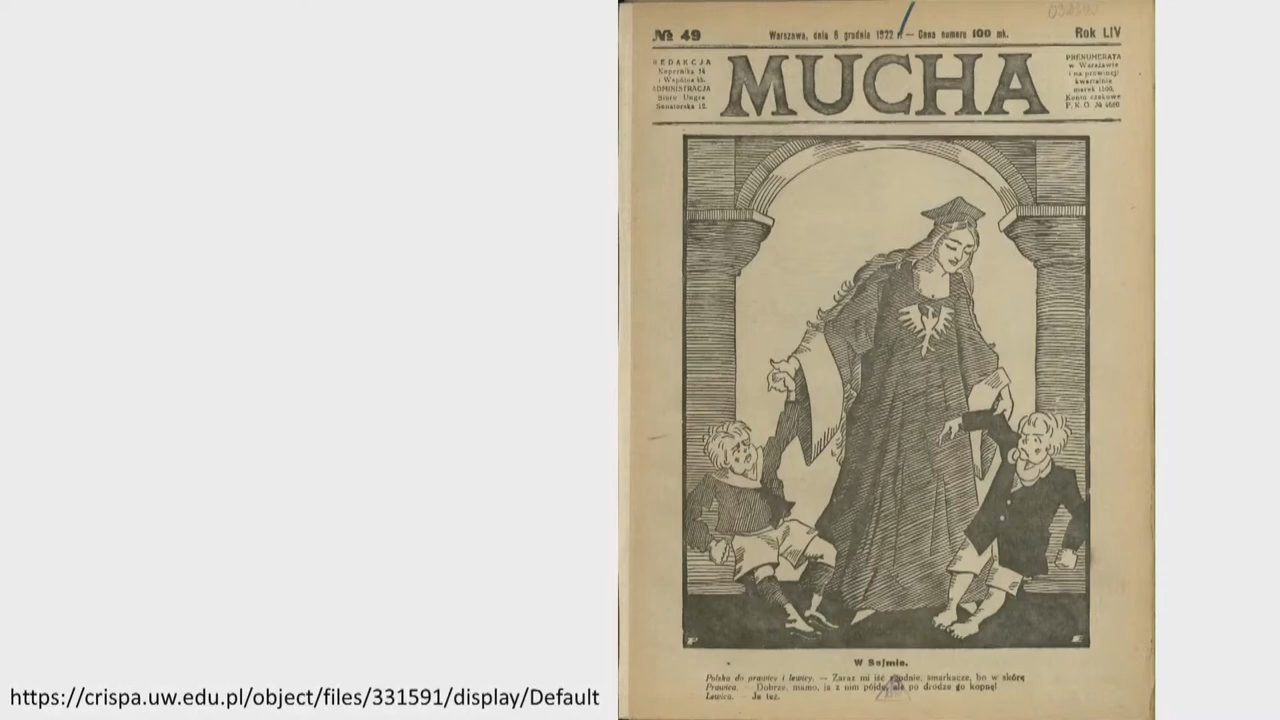 № 49
Warszawa, dnia 8 grudnia 1922 r. — Cena numeru 100 mk.
Rok LIV
REDAKCJA
Kopernika 14
i Wspólna
ADMINISTRACJA
Biuro Ungra
Senatorska 12.
MUCHA
PRENUMERATA
w Warszawie
i na prowincji
kwartalnie
marek 1500.
Konto czekowe
P. K. O. №
W Sejmie.
Polska do prawicy i lewicy. — Zaraz mi iść zgodnie, smarkacze, bo w skórę
Prawica. — Dobrze, mamo, ja z nim pójdę, ale po drodze go kopnę!
Lewica. — Ja też.
https://crispa.uw.edu.pl/object/files/331591/display/Default